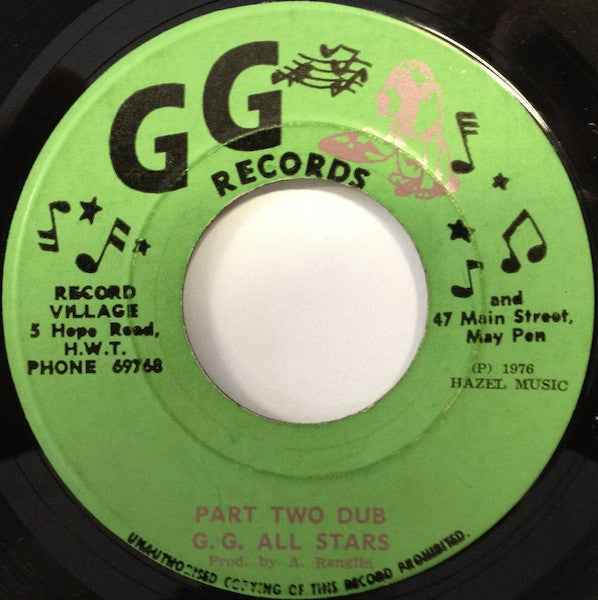 GG
RECORDS
RECORD
VILLAGE
5 Hope Road,
H.W.T.
PHONE 69768
and
47 Main Street,
May Pen
(P) 1976
HAZEL MUSIC
PART TWO DUB
G. G. ALL STARS
Prod. by A. Ranglin
UNAUTHORISED COPYING OF THIS RECORD PROHIBITED.